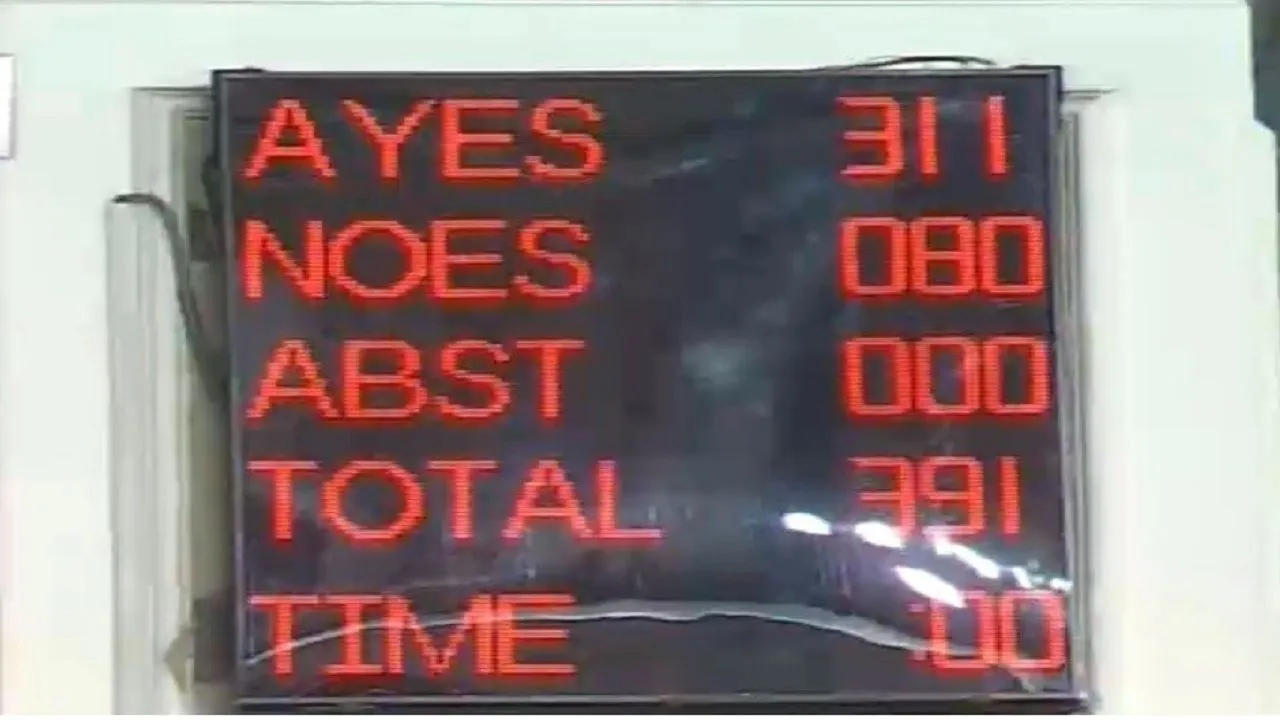 AYES 311
NOES 080
ABST 000
TOTAL 391
TIME :00